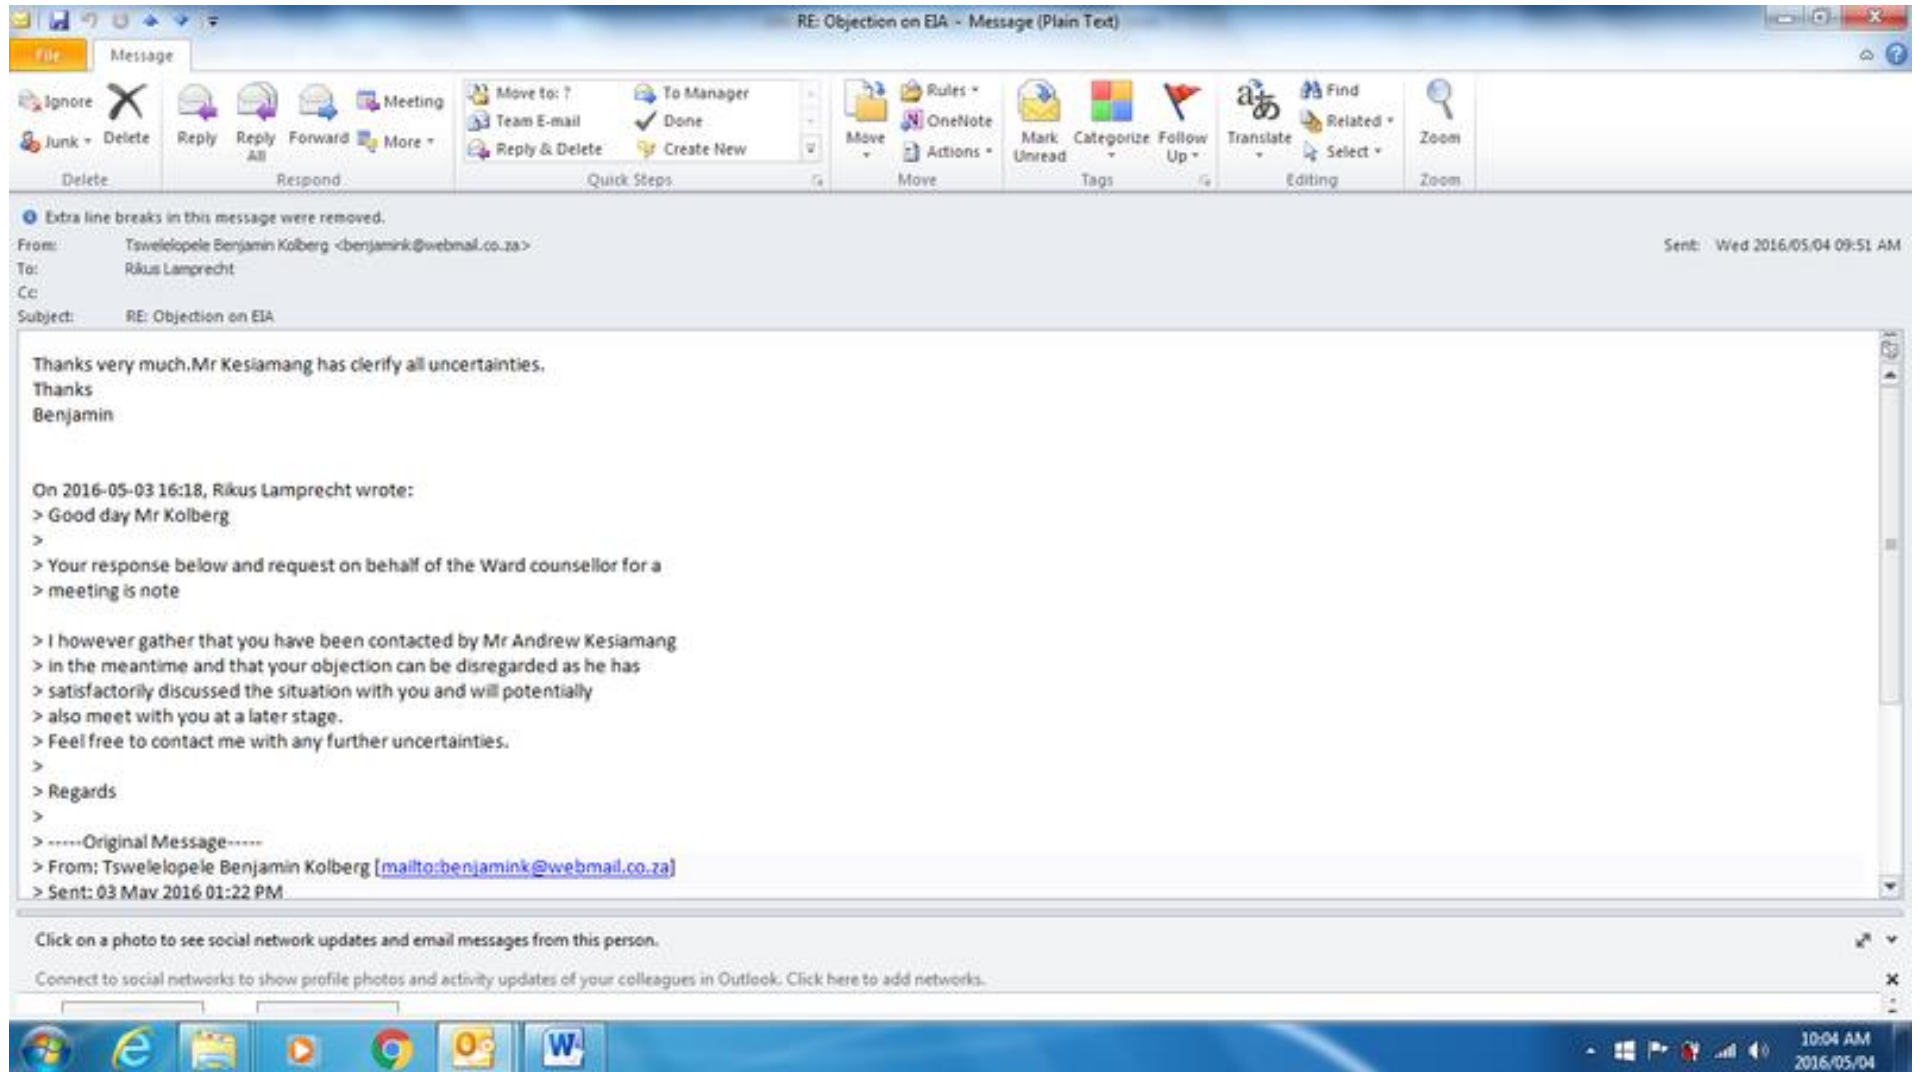 RE: Objection on EIA - Message (Plain Text)
File Message
Ignore
Junk
Delete
Reply
Reply All
Forward
Meeting
More
Move to: ?
Team E-mail
Reply & Delete
To Manager
Done
Create New
Move
Rules
OneNote
Actions
Mark Unread
Categorize
Follow Up
Translate
Find
Related
Select
Zoom
Delete Respond Quick Steps Move Tags Editing Zoom
Extra line breaks in this message were removed.
From: Tswelelopele Benjamin Kolberg <benjamink@webmail.co.za> Sent: Wed 2016/05/04 09:51 AM
To: Rikus Lamprecht
Cc
Subject: RE: Objection on EIA
Thanks very much.Mr Kesiamang has clerify all uncertainties.
Thanks
Benjamin
On 2016-05-03 16:18, Rikus Lamprecht wrote:
> Good day Mr Kolberg
>
> Your response below and request on behalf of the Ward counsellor for a
> meeting is note
> I however gather that you have been contacted by Mr Andrew Kesiamang
> in the meantime and that your objection can be disregarded as he has
> satisfactorily discussed the situation with you and will potentially
> also meet with you at a later stage.
> Feel free to contact me with any further uncertainties.
>
> Regards
>
> -----Original Message-----
> From: Tswelelopele Benjamin Kolberg [mailto:benjamink@webmail.co.za]
> Sent: 03 May 2016 01:22 PM
Click on a photo to see social network updates and email messages from this person.
Connect to social networks to show profile photos and activity updates of your colleagues in Outlook. Click here to add networks.
10:04 AM
2016/05/04